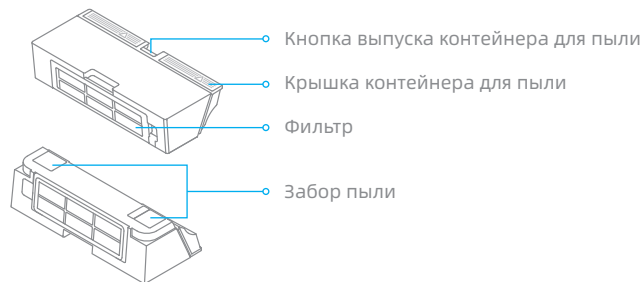 Кнопка выпуска контейнера для пыли
Крышка контейнера для пыли
Фильтр
Забор пыли